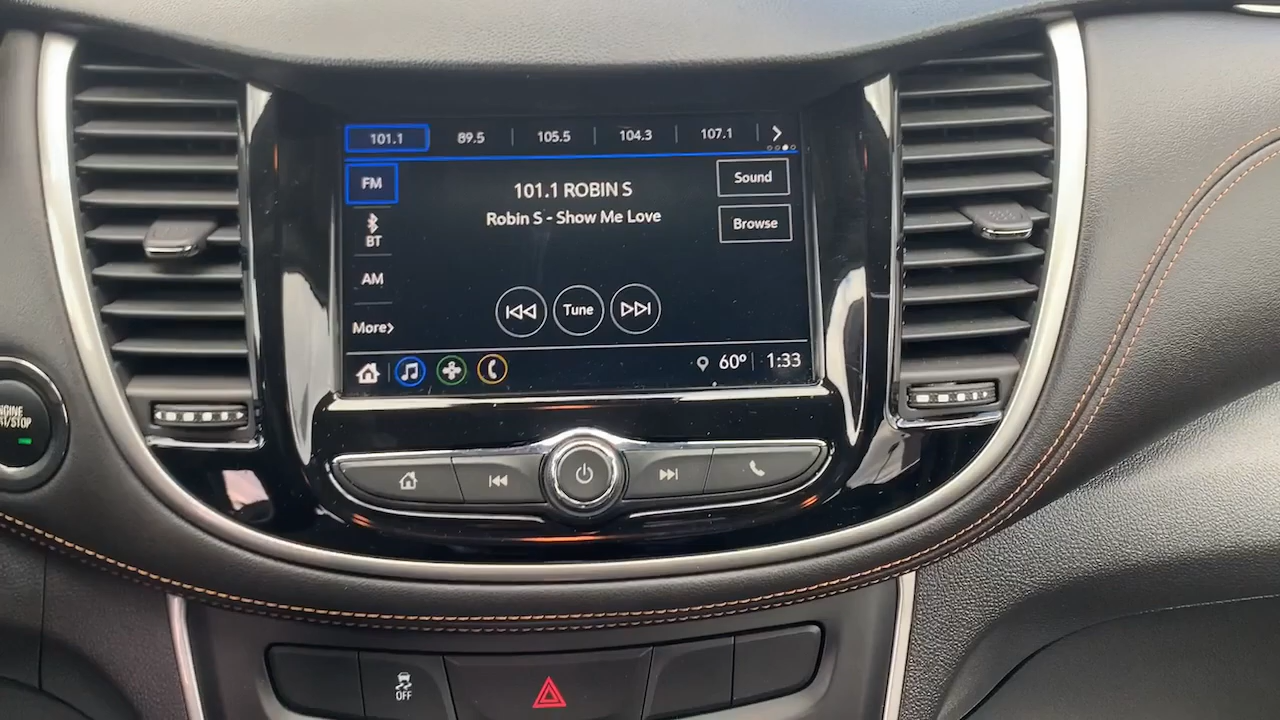 101.1 89.5 105.5 104.3 107.1
FM
101.1 ROBIN S
Sound
Robin S - Show Me Love
Browse
BT
AM
Tune
More
60° 1:33
OFF